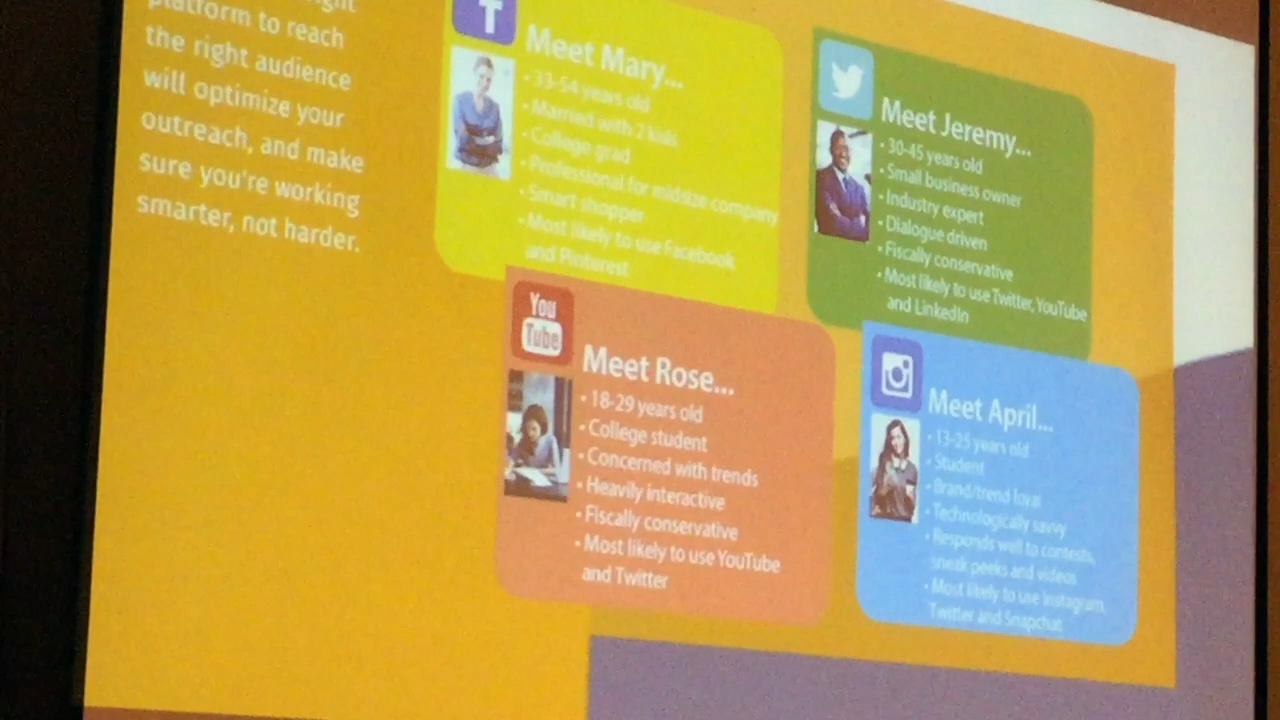 platform to reach
the right audience
will optimize your
outreach, and make
sure you're working
smarter, not harder.
f
Meet Mary...
• 33-54 years old
• Married with 2 kids
• College grad
• Professional for midsize company
• Smart shopper
• Most likely to use Facebook
and Pinterest
Meet Jeremy...
• 30-45 years old
• Small business owner
• Industry expert
• Dialogue driven
• Fiscally conservative
• Most likely to use Twitter, YouTube
and LinkedIn
You
Tube
Meet Rose...
• 18-29 years old
• College student
• Concerned with trends
• Heavily interactive
• Fiscally conservative
• Most likely to use YouTube
and Twitter
Meet April...
• 13-25 years old
• Student
• Brand/trend loyal
• Technologically savvy
• Responds well to contests,
sneak peeks and videos
• Most likely to use Instagram,
Twitter and Snapchat